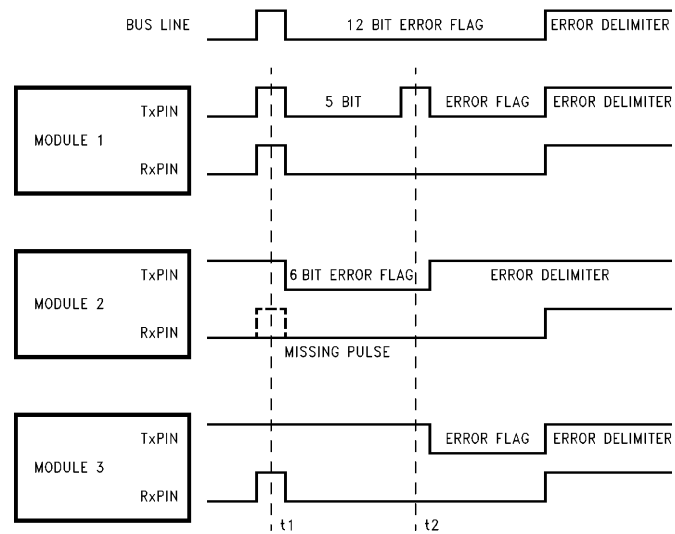 BUS LINE
12 BIT ERROR FLAG
ERROR DELIMITER
MODULE 1
TxPIN
5 BIT
ERROR FLAG
ERROR DELIMITER
RxPIN
MODULE 2
TxPIN
6 BIT ERROR FLAG
ERROR DELIMITER
RxPIN
MISSING PULSE
MODULE 3
TxPIN
ERROR FLAG
ERROR DELIMITER
RxPIN
t1
t2